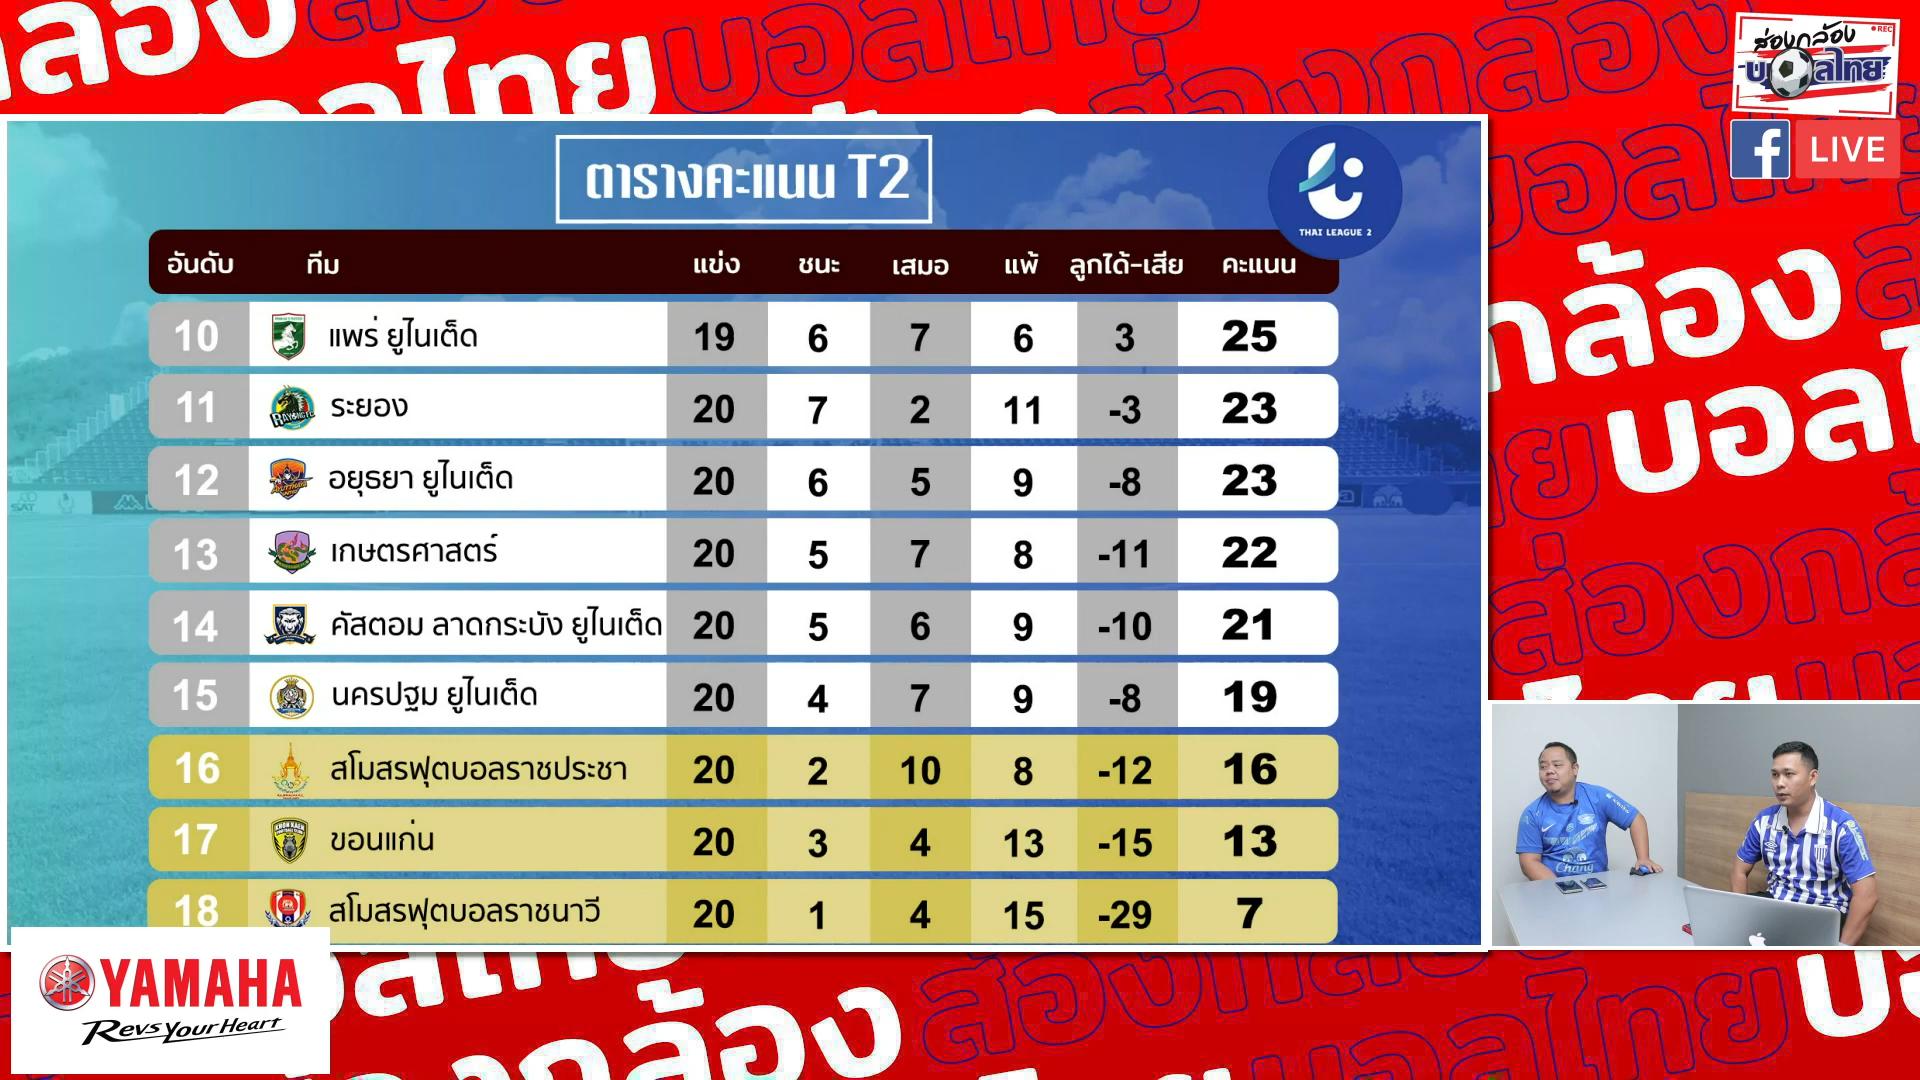 ส่องกล้อง
บอลไทย
REC
LIVE
ตารางคะแนน T2
THAI LEAGUE 2
อันดับ ทีม แข่ง ชนะ เสมอ แพ้ ลูกได้-เสีย คะแนน
10 แพร่ ยูไนเต็ด 19 6 7 6 3 25
11 ระยอง 20 7 2 11 -3 23
12 อยุธยา ยูไนเต็ด 20 6 5 9 -8 23
13 เกษตรศาสตร์ 20 5 7 8 -11 22
14 คัสตอม ลาดกระบัง ยูไนเต็ด 20 5 6 9 -10 21
15 นครปฐม ยูไนเต็ด 20 4 7 9 -8 19
16 สโมสรฟุตบอลราชประชา 20 2 10 8 -12 16
17 ขอนแก่น 20 3 4 13 -15 13
18 สโมสรฟุตบอลราชนาวี 20 1 4 15 -29 7
YAMAHA
Revs Your Heart